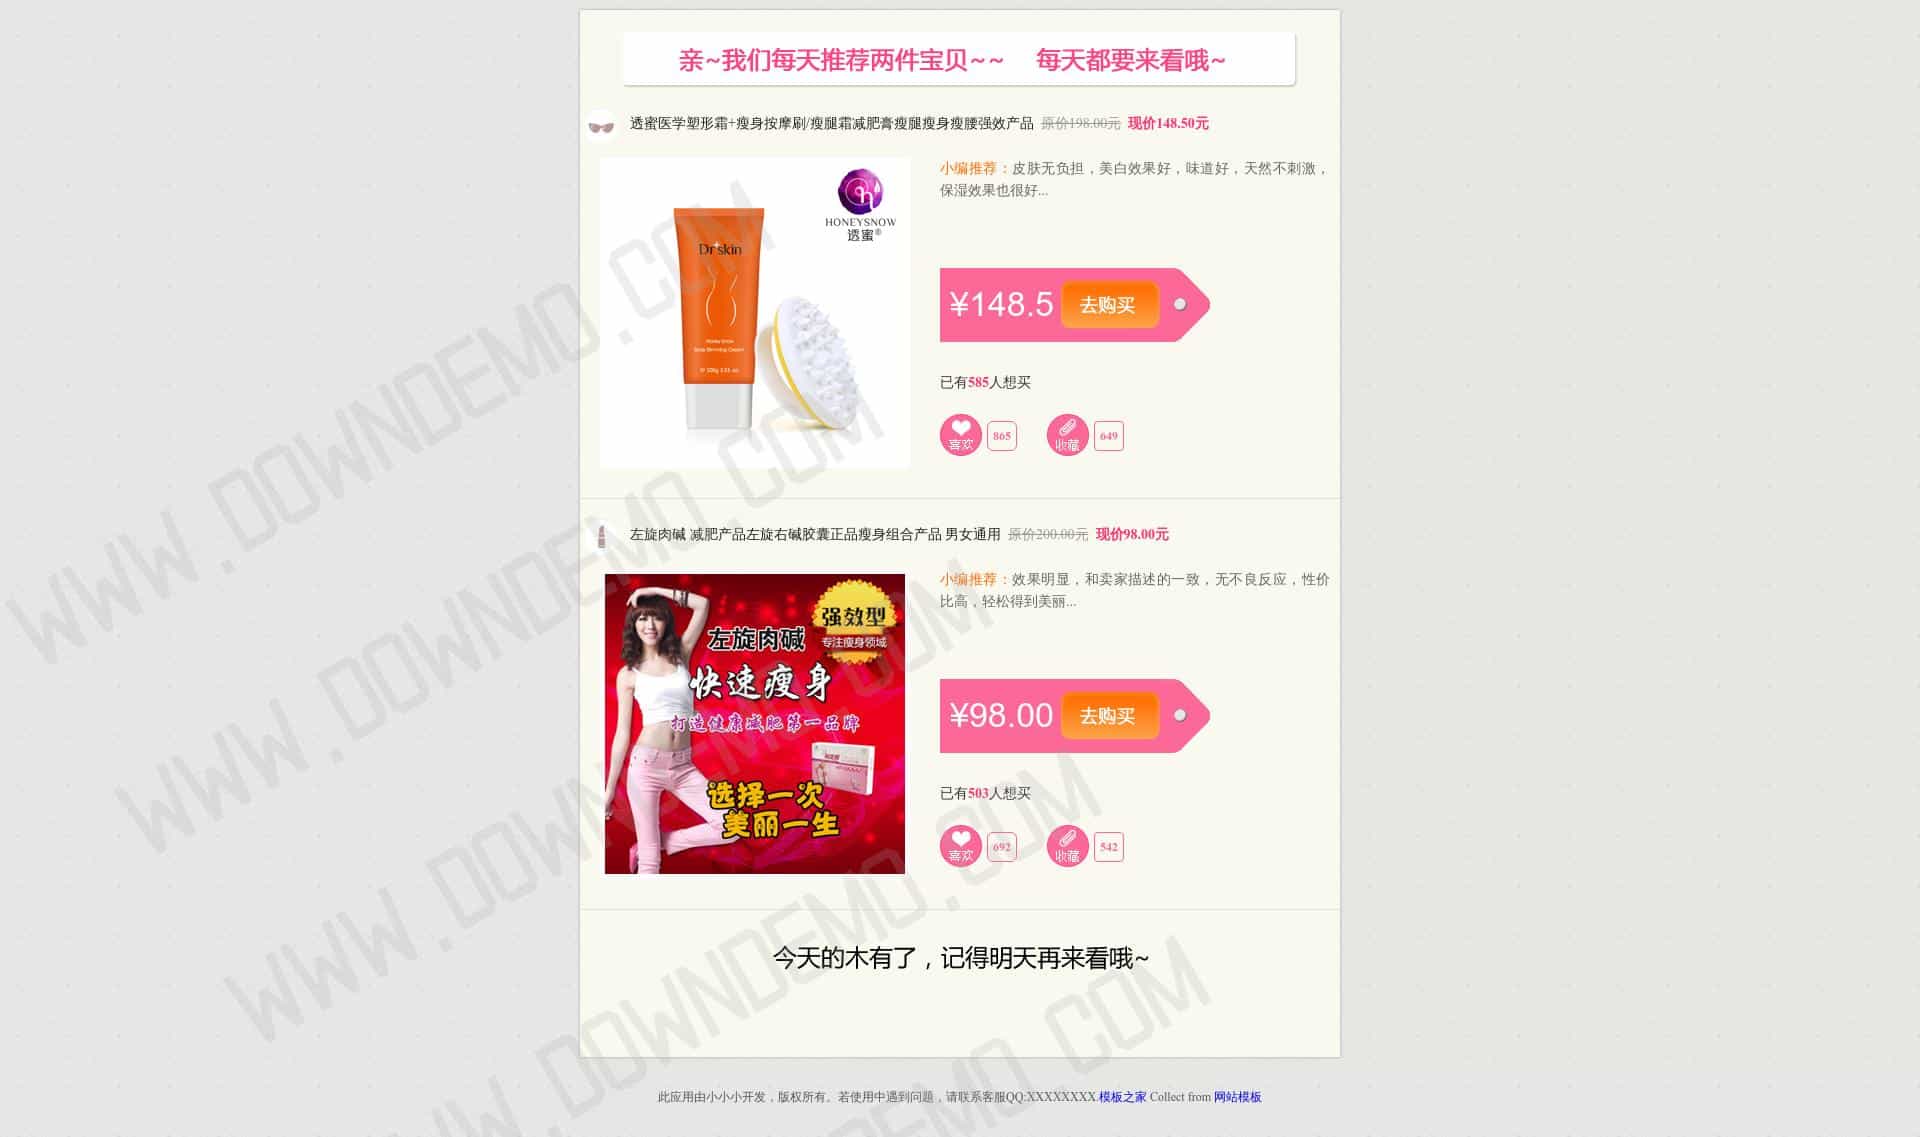 亲~我们每天推荐两件宝贝~~ 每天都要来看哦~
透蜜医学塑形霜+瘦身按摩刷/瘦腿霜减肥膏瘦腿瘦身瘦腰强效产品 原价198.00元 现价148.50元
HONEYSNOW
透蜜®
Dr skin
小编推荐：皮肤无负担，美白效果好，味道好，天然不刺激，
保湿效果也很好...
¥148.5 去购买
已有585人想买
喜欢 865 收藏 649
左旋肉碱 减肥产品左旋右碱胶囊正品瘦身组合产品 男女通用 原价200.00元 现价98.00元
强效型
专注瘦身领域
左旋肉碱
快速瘦身
打造健康减肥第一品牌
选择一次
美丽一生
小编推荐：效果明显，和卖家描述的一致，无不良反应，性价
比高，轻松得到美丽...
¥98.00 去购买
已有503人想买
喜欢 692 收藏 542
今天的木有了，记得明天再来看哦~
此应用由小小小开发，版权所有。若使用中遇到问题，请联系客服QQ:XXXXXXXX.模板之家 Collect from 网站模板
WWW.DOWNDEMO.COM
WWW.DOWNDEMO.COM
WWW.DOWNDEMO.COM
WWW.DOWNDEMO.COM